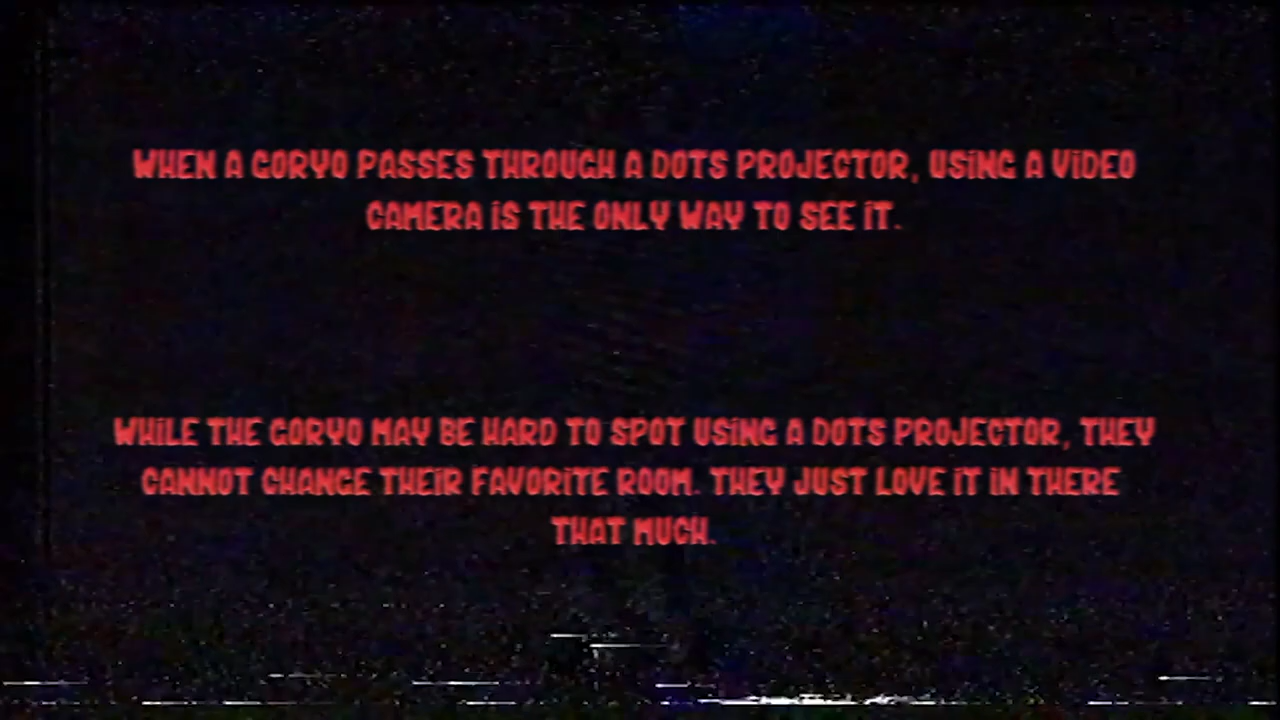 WHEN A GORYO PASSES THROUGH A DOTS PROJECTOR, USING A VIDEO
CAMERA IS THE ONLY WAY TO SEE IT.
WHILE THE GORYO MAY BE HARD TO SPOT USING A DOTS PROJECTOR, THEY
CANNOT CHANGE THEIR FAVORITE ROOM. THEY JUST LOVE IT IN THERE
THAT MUCH.